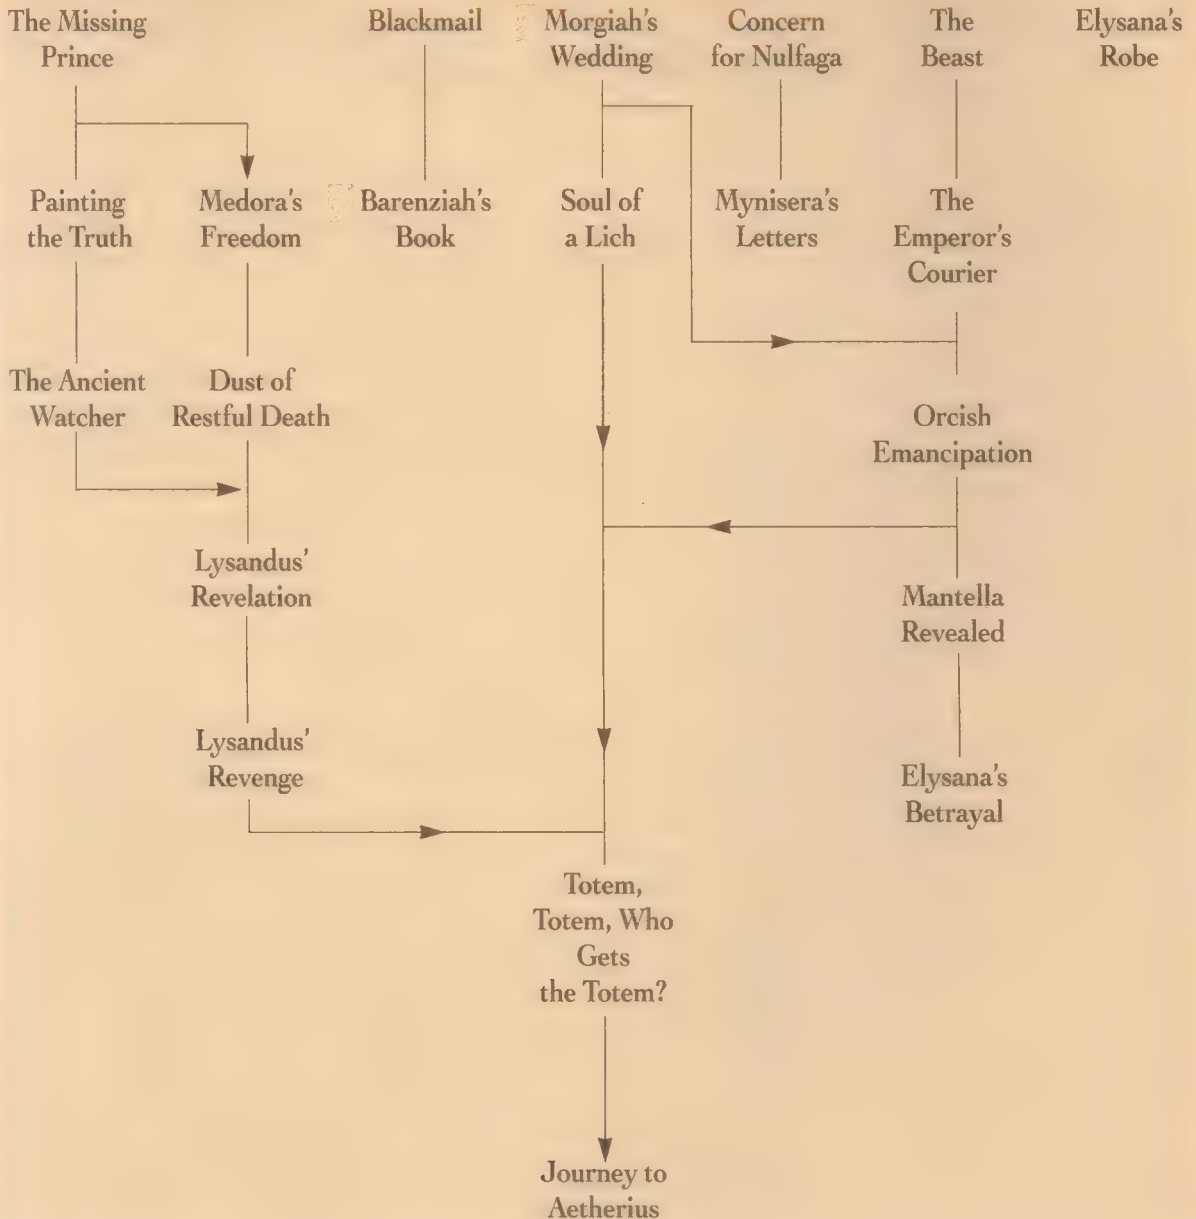 The Missing
Prince
Blackmail
Morgiah's
Wedding
Concern
for Nulfaga
The
Beast
Elysana's
Robe
Painting
the Truth
Medora's
Freedom
Barenziah's
Book
Soul of
a Lich
Mynisera's
Letters
The
Emperor's
Courier
The Ancient
Watcher
Dust of
Restful Death
Orcish
Emancipation
Lysandus'
Revelation
Mantella
Revealed
Lysandus'
Revenge
Elysana's
Betrayal
Totem,
Totem, Who
Gets
the Totem?
Journey to
Aetherius